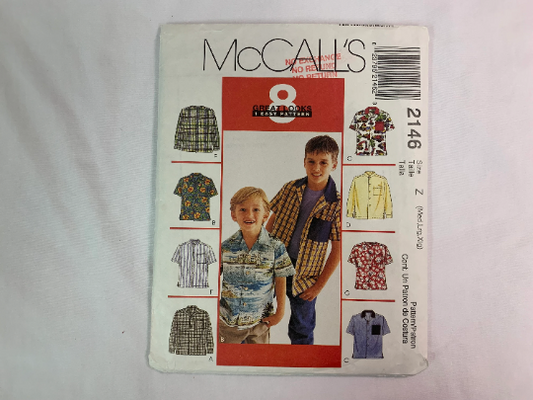 McCALL'S
NO EXCHANGE
NO REFUND
NO RETURN
8
GREAT LOOKS
1 EASY PATTERN
2146
Size
Taille
Talla
Z
(Med,Lrg,Xlg)
Pattern/Patron
Cont. Un Patron de Costura
E
B
F
A
B
C
D
G